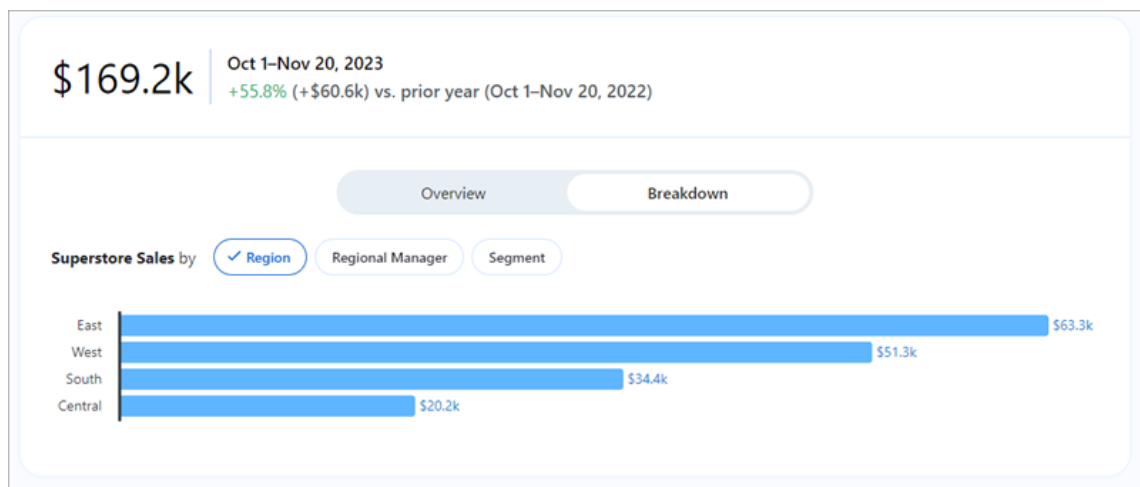 $169.2k
Oct 1–Nov 20, 2023
+55.8% (+$60.6k) vs. prior year (Oct 1–Nov 20, 2022)
Overview Breakdown
Superstore Sales by Region Regional Manager Segment
East $63.3k
West $51.3k
South $34.4k
Central $20.2k